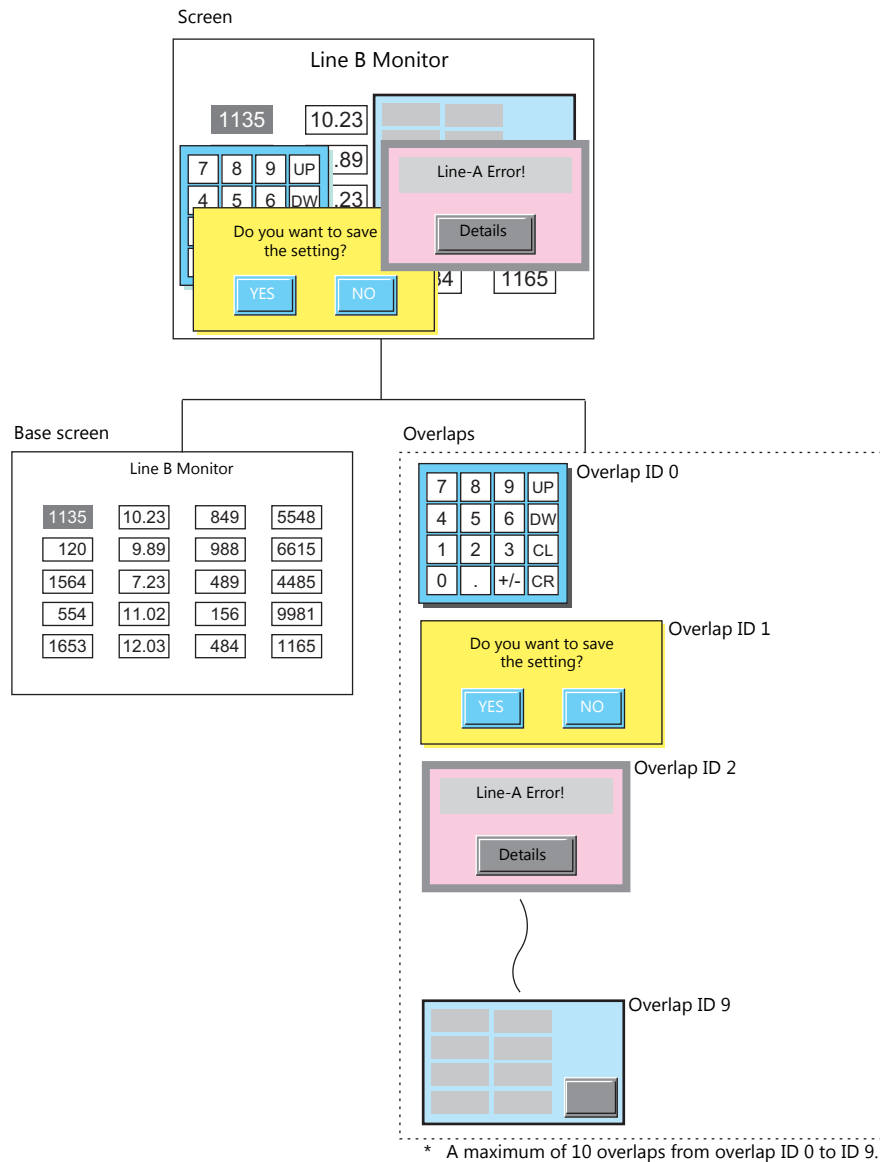 Screen
Line B Monitor
1135 10.23
7 8 9 UP .89
4 5 6 DW .23
Line-A Error!
Details
Do you want to save
the setting?
YES NO
34 1165
Base screen
Line B Monitor
1135 10.23 849 5548
120 9.89 988 6615
1564 7.23 489 4485
554 11.02 156 9981
1653 12.03 484 1165
Overlaps
Overlap ID 0
7 8 9 UP
4 5 6 DW
1 2 3 CL
0 . +/- CR
Overlap ID 1
Do you want to save
the setting?
YES NO
Overlap ID 2
Line-A Error!
Details
Overlap ID 9
* A maximum of 10 overlaps from overlap ID 0 to ID 9.